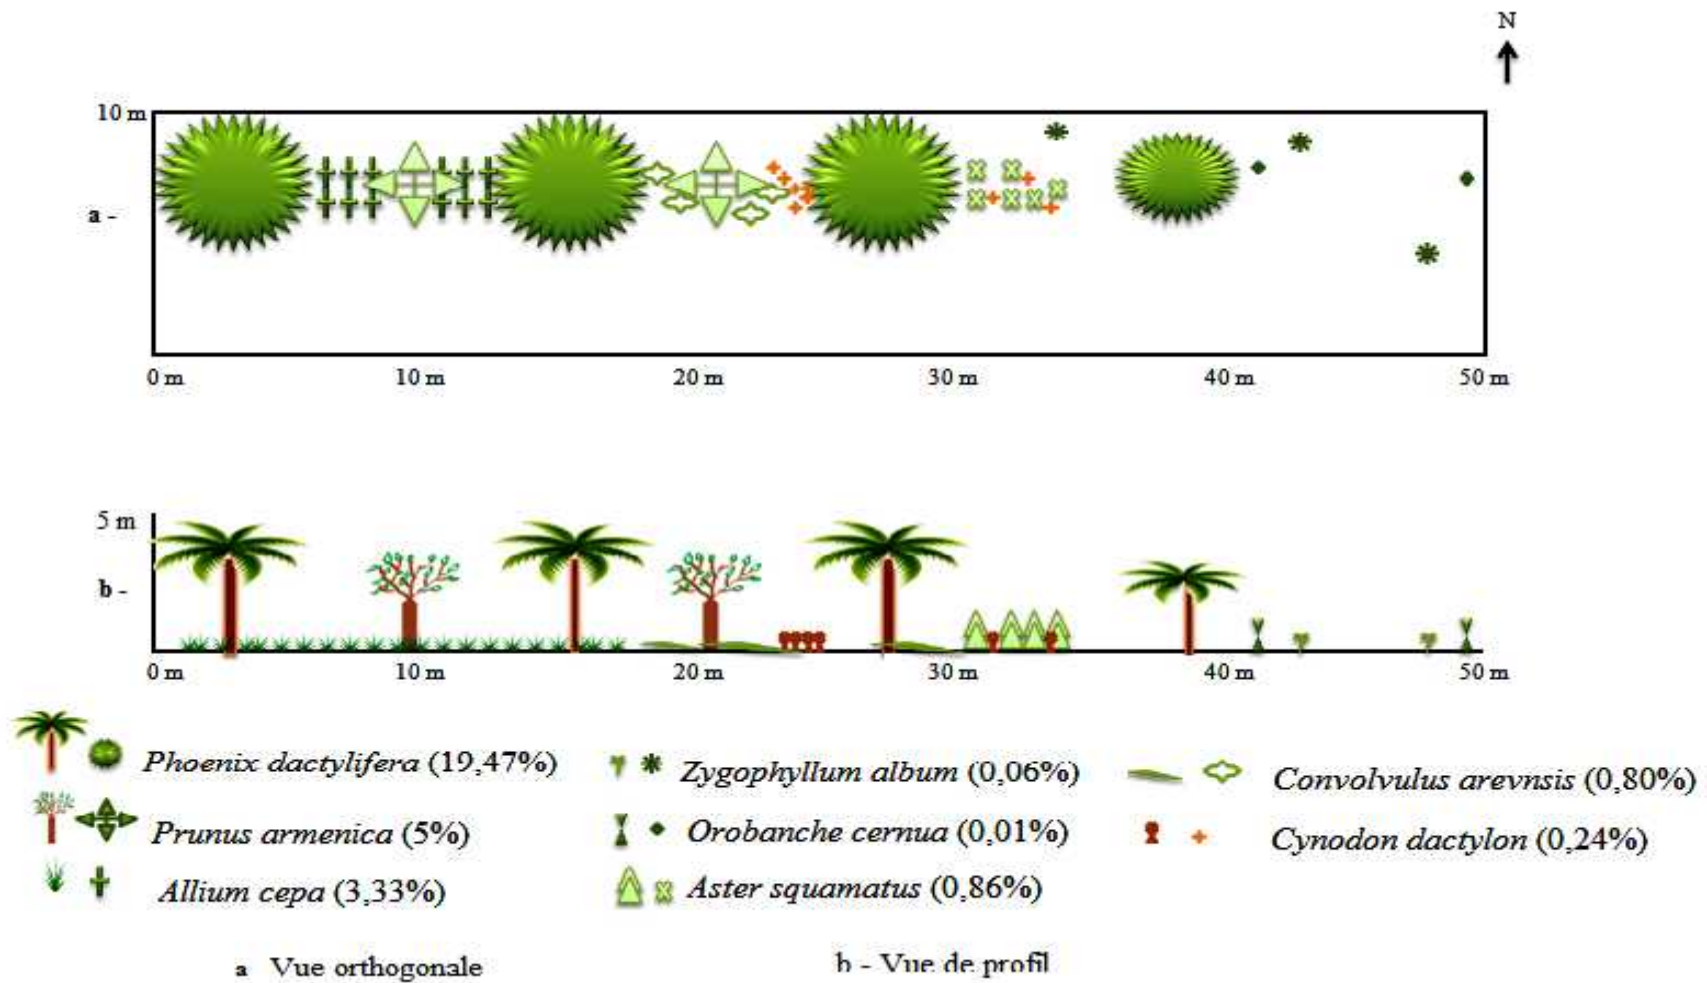 N
10 m
a -
0 m 10 m 20 m 30 m 40 m 50 m
5 m
b -
0 m 10 m 20 m 30 m 40 m 50 m
Phoenix dactylifera (19,47%) Zygophyllum album (0,06%) Convolvulus arevnsis (0,80%)
Prunus armenica (5%) Orobanche cernua (0,01%) Cynodon dactylon (0,24%)
Allium cepa (3,33%) Aster squamatus (0,86%)
a Vue orthogonale b - Vue de profil